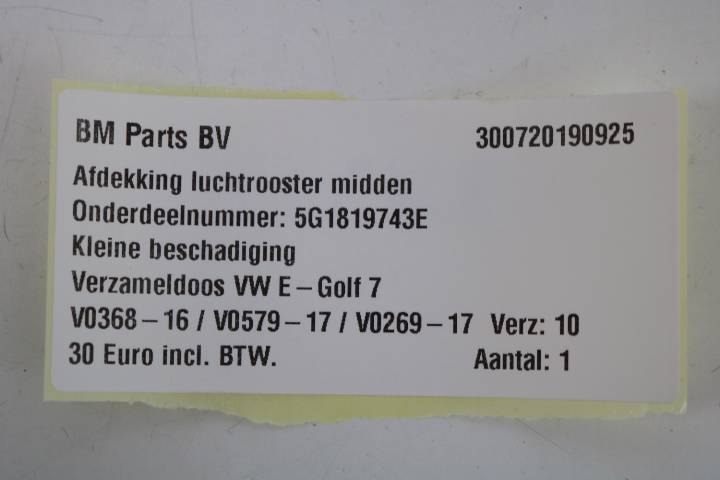 BM Parts BV 300720190925
Afdekking luchtrooster midden
Onderdeelnummer: 5G1819743E
Kleine beschadiging
Verzameldoos VW E-Golf 7
V0368-16 / V0579-17 / V0269-17 Verz: 10
30 Euro incl. BTW. Aantal: 1